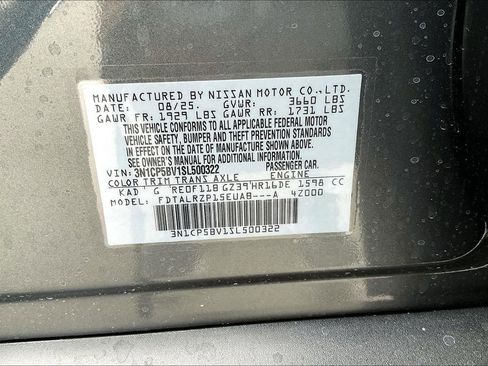 MANUFACTURED BY NISSAN MOTOR CO.,LTD.
DATE: 08/25. GVWR: 3660 LBS
GAWR FR: 1929 LBS GAWR RR: 1731 LBS
THIS VEHICLE CONFORMS TO ALL APPLICABLE FEDERAL MOTOR
VEHICLE SAFETY, BUMPER AND THEFT PREVENTION STANDARDS
IN EFFECT ON THE DATE OF MANUFACTURE SHOWN ABOVE.
SEE OWNER'S MANUAL FOR ADDITIONAL INFORMATION.
VIN: 3N1CP5BV1SL500322 PASSENGER CAR.
COLOR TRIM TRANS AXLE ENGINE
KAD G RE0F11B GZ39 HR16DE 1598 CC
MODEL: FDTALRZP15EUA8---A 4Z000
3N1CP5BV1SL500322